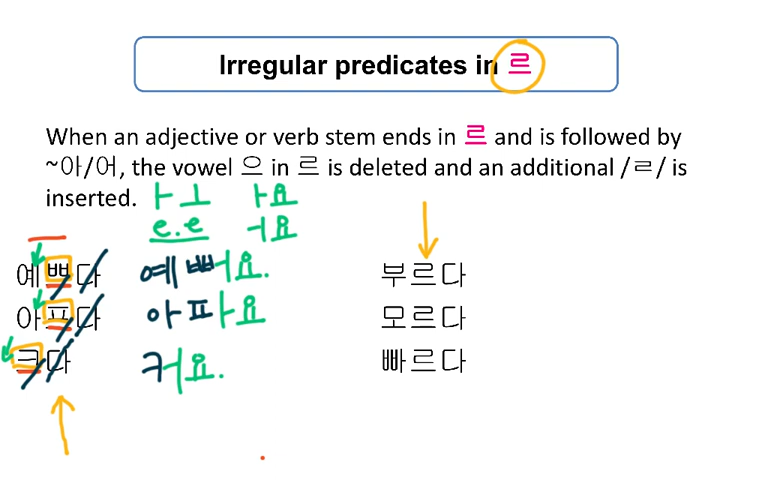 Irregular predicates in 르
When an adjective or verb stem ends in 르 and is followed by
~아/어, the vowel 으 in 르 is deleted and an additional /ㄹ/ is
inserted. ㅏ ㅗ ㅏ요
e.e ㅓ요
예쁘다 예뻐요. 부르다
아프다 아파요 모르다
크다 커요. 빠르다